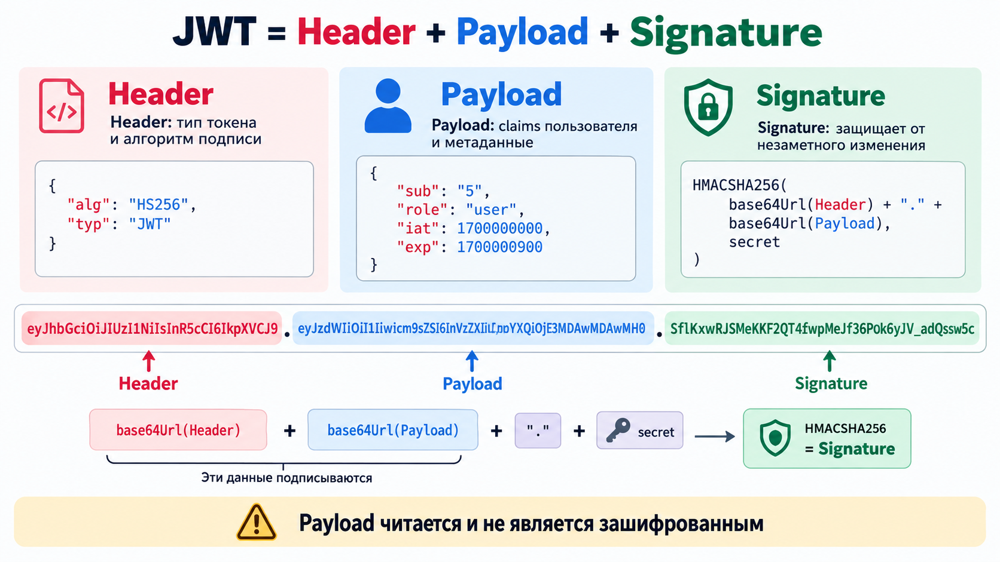 JWT = Header + Payload + Signature
Header
Header: тип токена
и алгоритм подписи
{
"alg": "HS256",
"typ": "JWT"
}
Payload
Payload: claims пользователя
и метаданные
{
"sub": "5",
"role": "user",
"iat": 1700000000,
"exp": 1700000900
}
Signature
Signature: защищает от
незаметного изменения
HMACSHA256(
base64Url(Header) + "." +
base64Url(Payload),
secret
)
eyJhbGciOiJIUzI1NiIsInR5cCI6IkpXVCJ9 . . SflKxwRJSMeKKF2QT4fwpMeJf36POk6yJV_adQssw5c
Header
Payload
Signature
base64Url(Header) + base64Url(Payload) + "." + secret
HMACSHA256
= Signature
Эти данные подписываются
Payload читается и не является зашифрованным